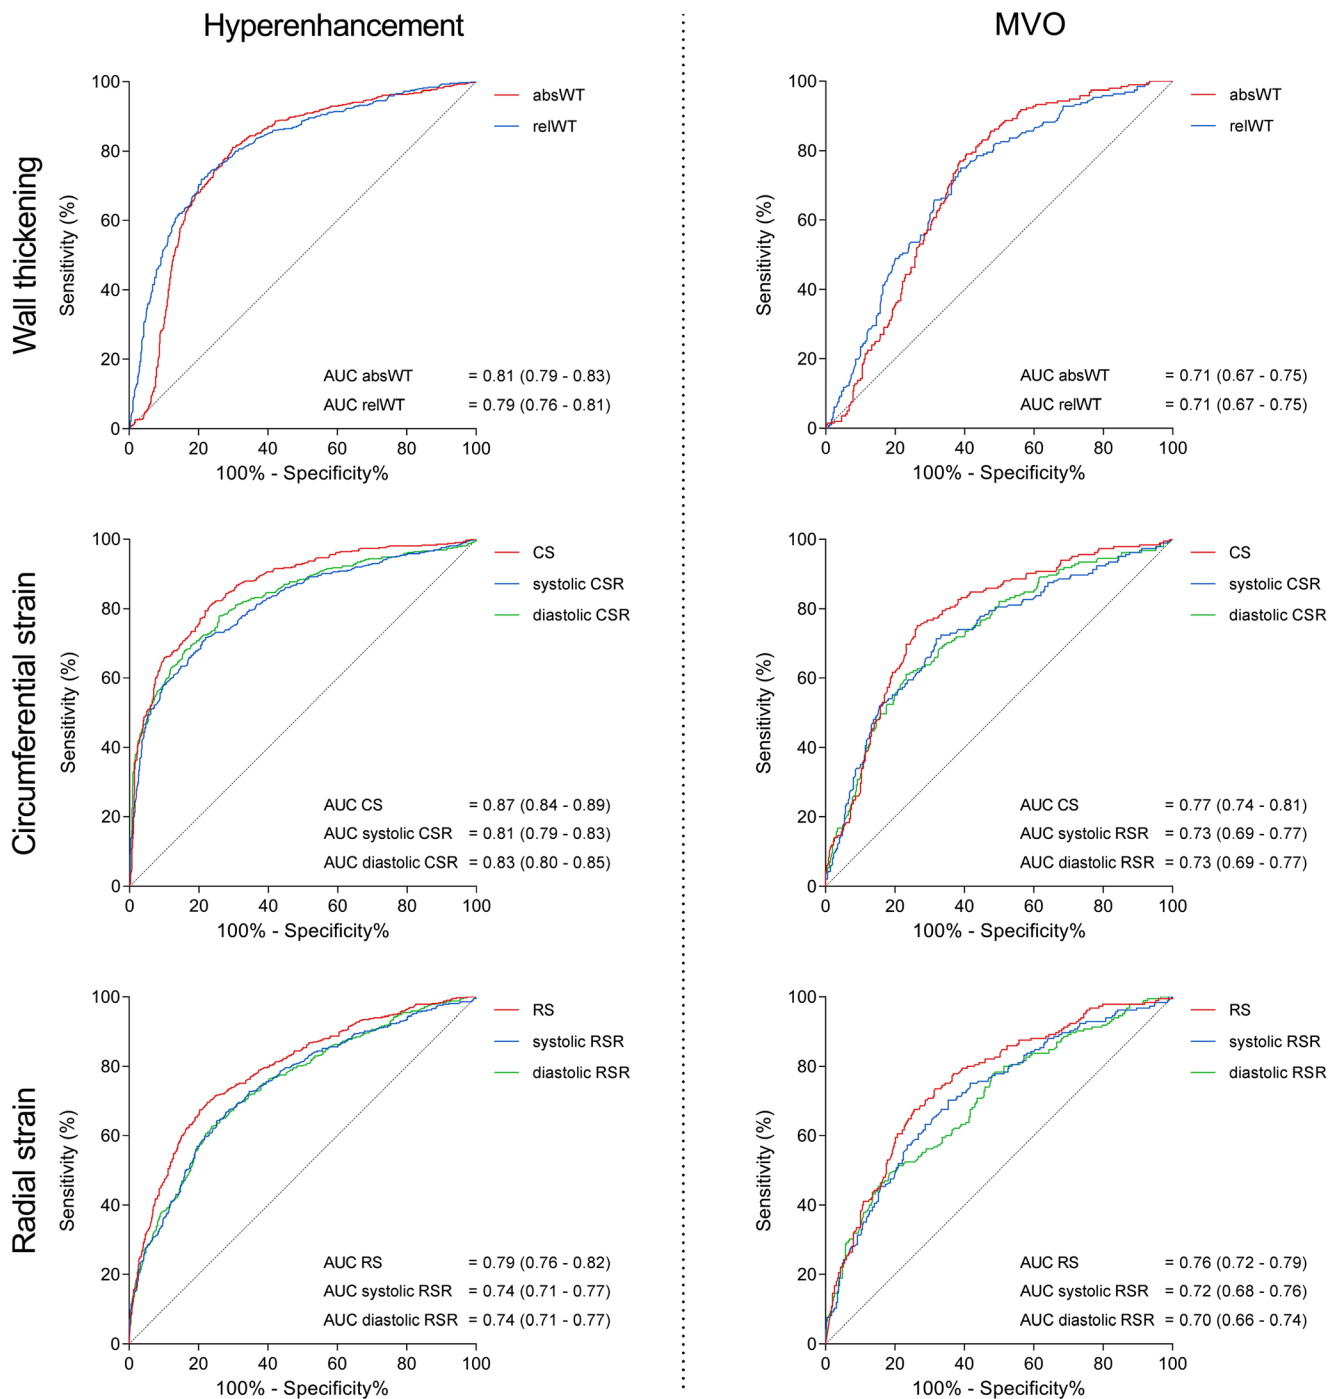 Hyperenhancement
MVO
Wall thickening
Sensitivity (%)
100
80
60
40
20
0
0 20 40 60 80 100
100% - Specificity%
absWT
relWT
AUC absWT = 0.81 (0.79 - 0.83)
AUC relWT = 0.79 (0.76 - 0.81)
Sensitivity (%)
100
80
60
40
20
0
0 20 40 60 80 100
100% - Specificity%
absWT
relWT
AUC absWT = 0.71 (0.67 - 0.75)
AUC relWT = 0.71 (0.67 - 0.75)
Circumferential strain
Sensitivity (%)
100
80
60
40
20
0
0 20 40 60 80 100
100% - Specificity%
CS
systolic CSR
diastolic CSR
AUC CS = 0.87 (0.84 - 0.89)
AUC systolic CSR = 0.81 (0.79 - 0.83)
AUC diastolic CSR = 0.83 (0.80 - 0.85)
Sensitivity (%)
100
80
60
40
20
0
0 20 40 60 80 100
100% - Specificity%
CS
systolic CSR
diastolic CSR
AUC CS = 0.77 (0.74 - 0.81)
AUC systolic RSR = 0.73 (0.69 - 0.77)
AUC diastolic RSR = 0.73 (0.69 - 0.77)
Radial strain
Sensitivity (%)
100
80
60
40
20
0
0 20 40 60 80 100
100% - Specificity%
RS
systolic RSR
diastolic RSR
AUC RS = 0.79 (0.76 - 0.82)
AUC systolic RSR = 0.74 (0.71 - 0.77)
AUC diastolic RSR = 0.74 (0.71 - 0.77)
Sensitivity (%)
100
80
60
40
20
0
0 20 40 60 80 100
100% - Specificity%
RS
systolic RSR
diastolic RSR
AUC RS = 0.76 (0.72 - 0.79)
AUC systolic RSR = 0.72 (0.68 - 0.76)
AUC diastolic RSR = 0.70 (0.66 - 0.74)